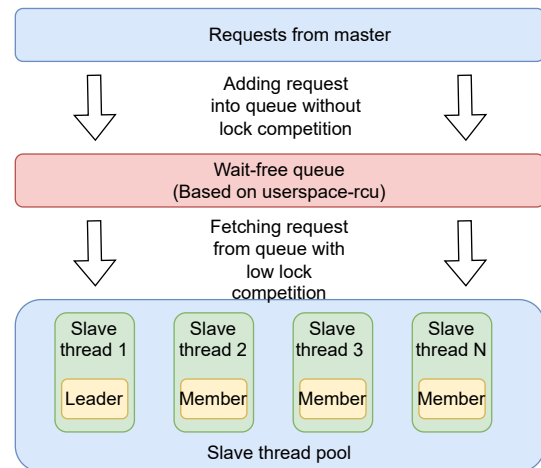 Requests from master
Adding request
into queue without
lock competition
Wait-free queue
(Based on userspace-rcu)
Fetching request
from queue with
low lock
competition
Slave
thread 1
Slave
thread 2
Slave
thread 3
Slave
thread N
Leader
Member
Member
Member
Slave thread pool